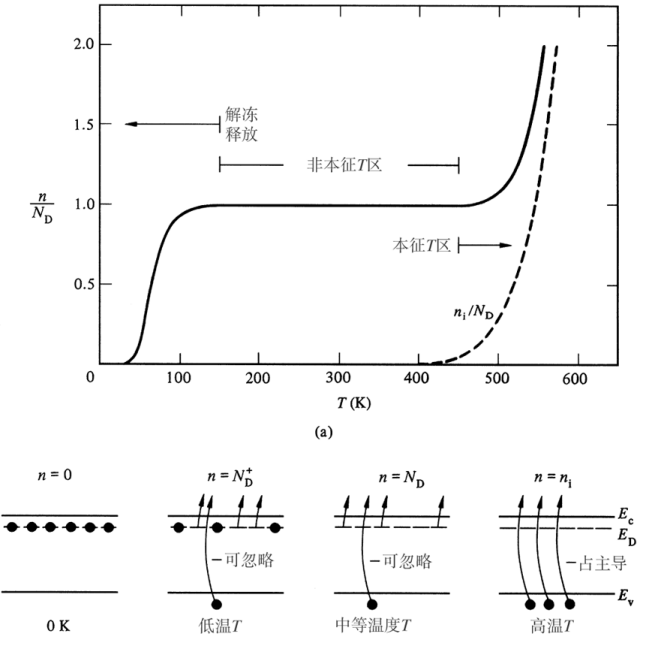 2.0
解冻
释放
1.5
非本征T区
n/N_D
1.0
本征T区
0.5
n_i/N_D
0
100
200
300
400
500
600
T (K)
(a)
n = 0
n = N_D^+
n = N_D
n = n_i
E_c
E_D
可忽略
可忽略
占主导
E_v
0 K
低温T
中等温度T
高温T